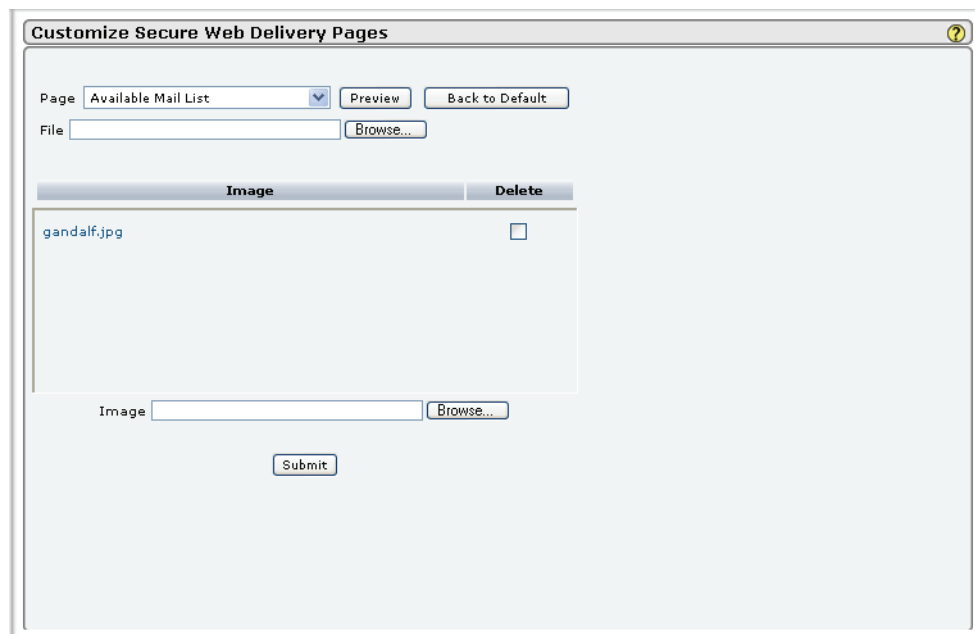 Customize Secure Web Delivery Pages ?
Page Available Mail List Preview Back to Default
File Browse...
Image Delete
gandalf.jpg
Image Browse...
Submit